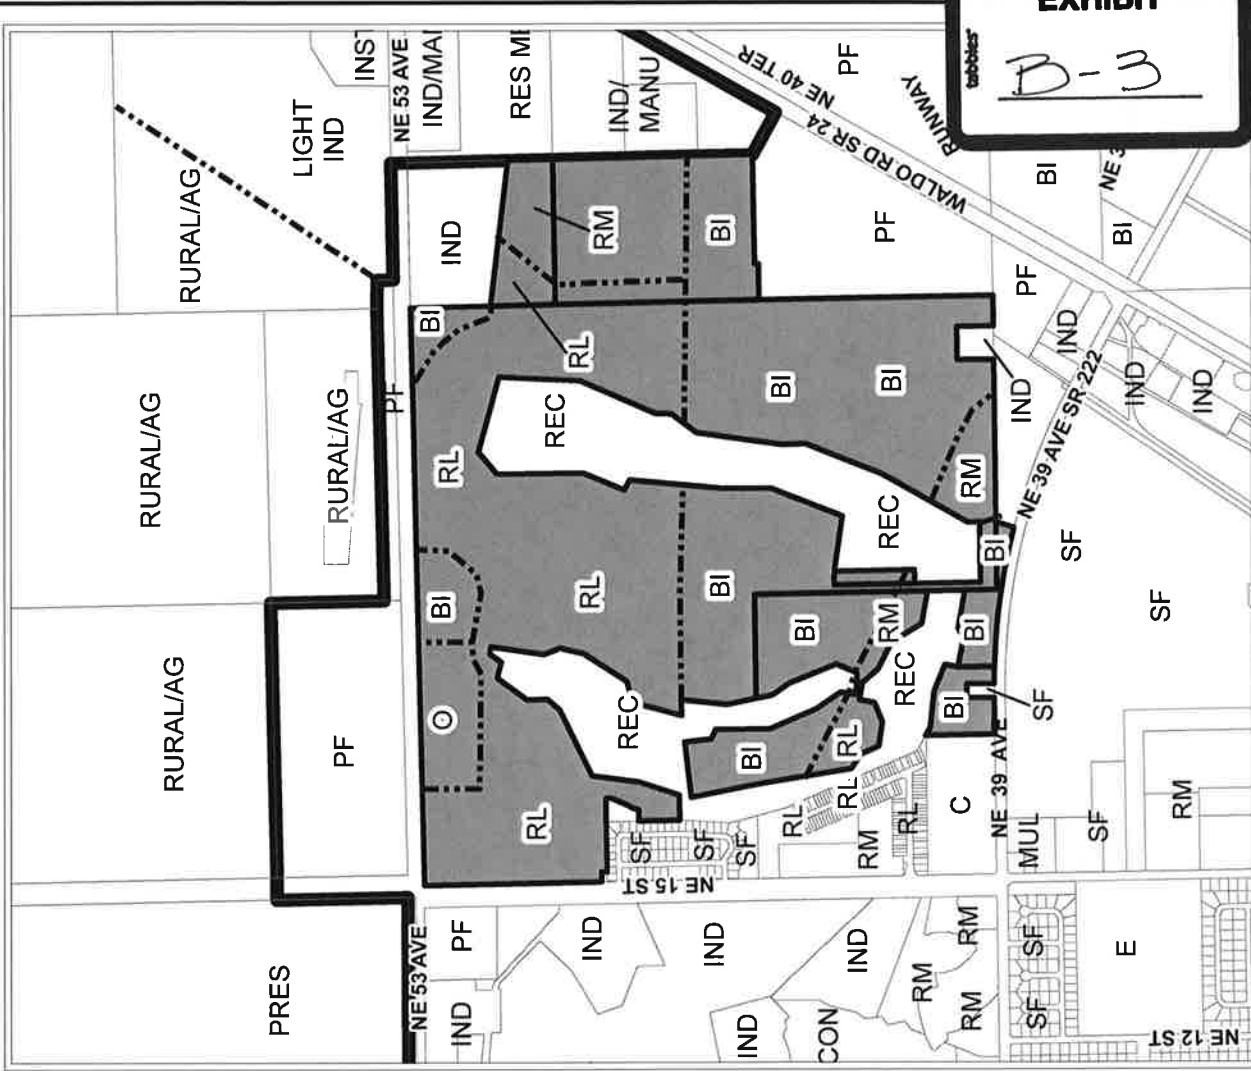 EXHIBIT
tabbies®
B-3
RURAL/AG
RURAL/AG
RURAL/AG
RURAL/AG
LIGHT
IND
INST
NE 53 AVE
IND/MA
RES ME
IND/
MANU
NE 40 TER
WALDO RD SR 24
PF
RUNWAY
PF
PRES
PF
PF
IND
BI
BI
RL
RM
RL
BI
O
RL
RL
REC
REC
BI
BI
BI
BI
RM
REC
BI
PF
BI
NE 3
BI
IND
IND
IND
IND
NE 39 AVE SR-222
BI
RM
REC
BI
BI
SF
SF
SF
BI
RL
RL
RL
RM
RL
C
NE 39 AVE
MUL
SF
RM
SF
SF
SF
NE 15 ST
NE 53 AVE
PF
IND
IND
IND
IND
IND
CON
RM
RM
RM
SF
SF
SF
E
NE 12 ST